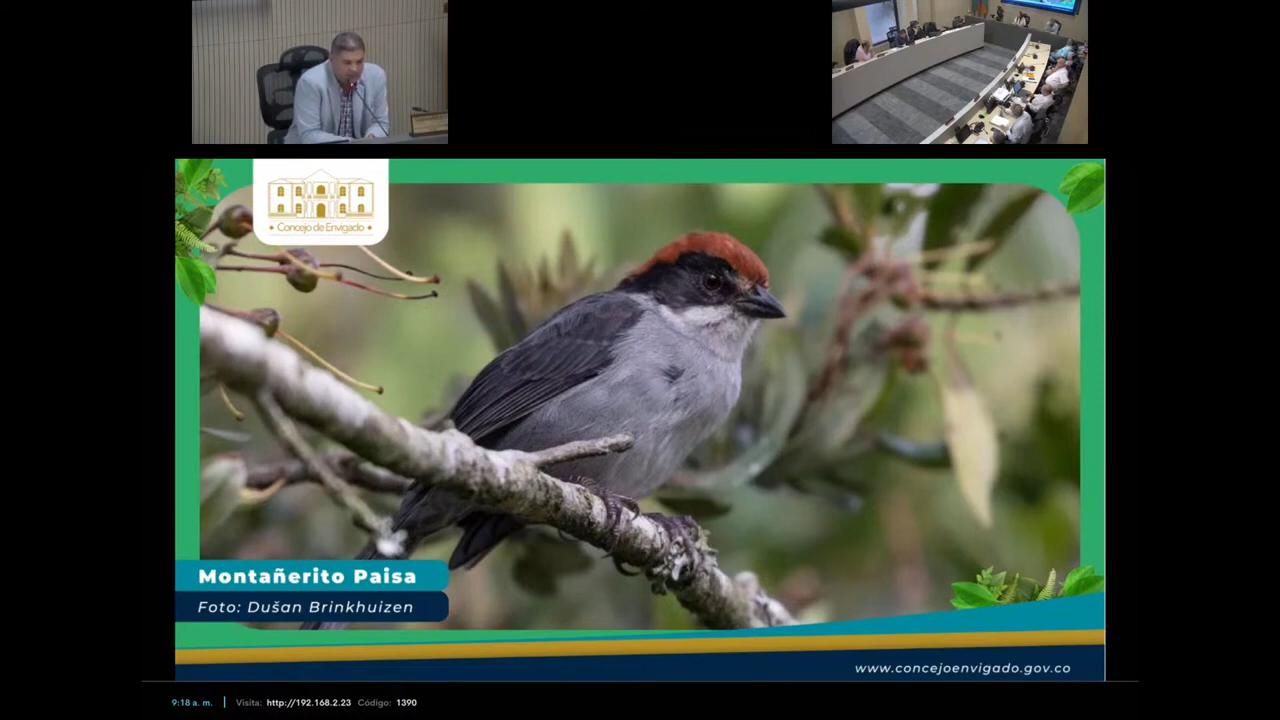 Concejo de Envigado
Montañerito Paisa
Foto: Dušan Brinkhuizen
www.concejoenvigado.gov.co
9:18 a. m. Visita: http://192.168.2.23 Código: 1390